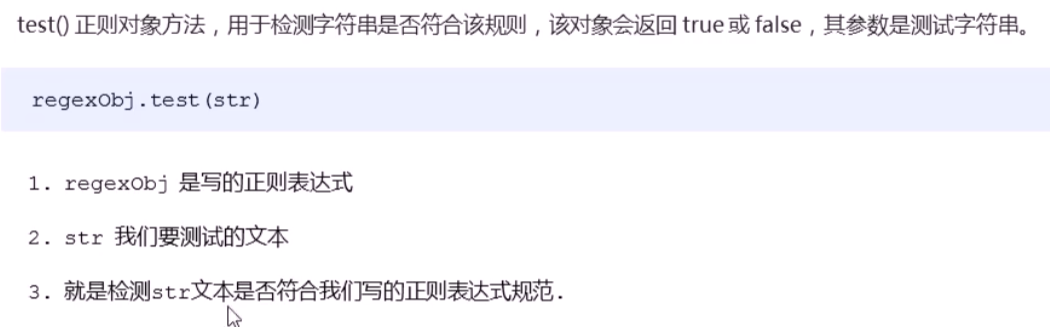 test() 正则对象方法，用于检测字符串是否符合该规则，该对象会返回 true 或 false，其参数是测试字符串。
regexObj.test(str)
1. regexObj 是写的正则表达式
2. str 我们要测试的文本
3. 就是检测str文本是否符合我们写的正则表达式规范.